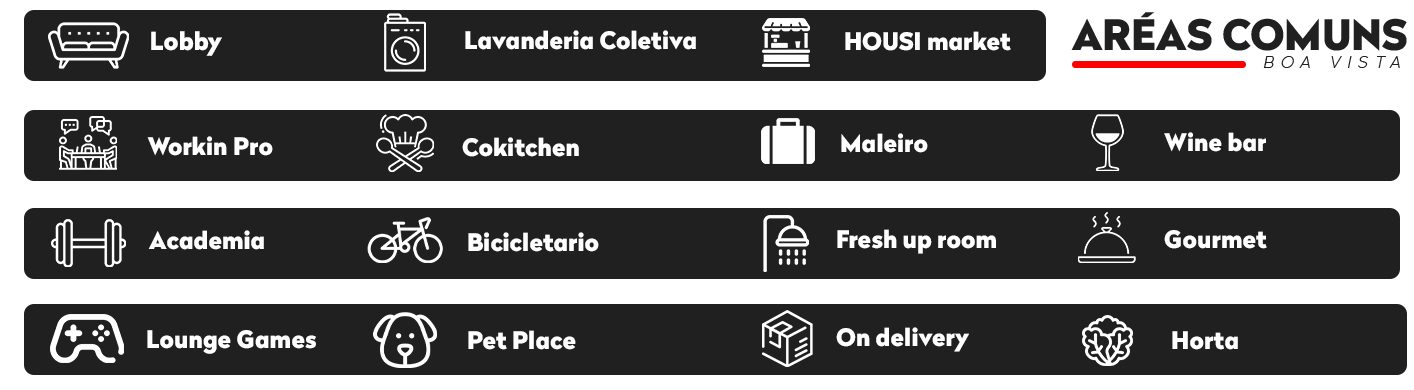 Lobby
Lavanderia Coletiva
HOUSI market
ARÉAS COMUNS
BOA VISTA
Workin Pro
Cokitchen
Maleiro
Wine bar
Academia
Bicicletario
Fresh up room
Gourmet
Lounge Games
Pet Place
On delivery
Horta